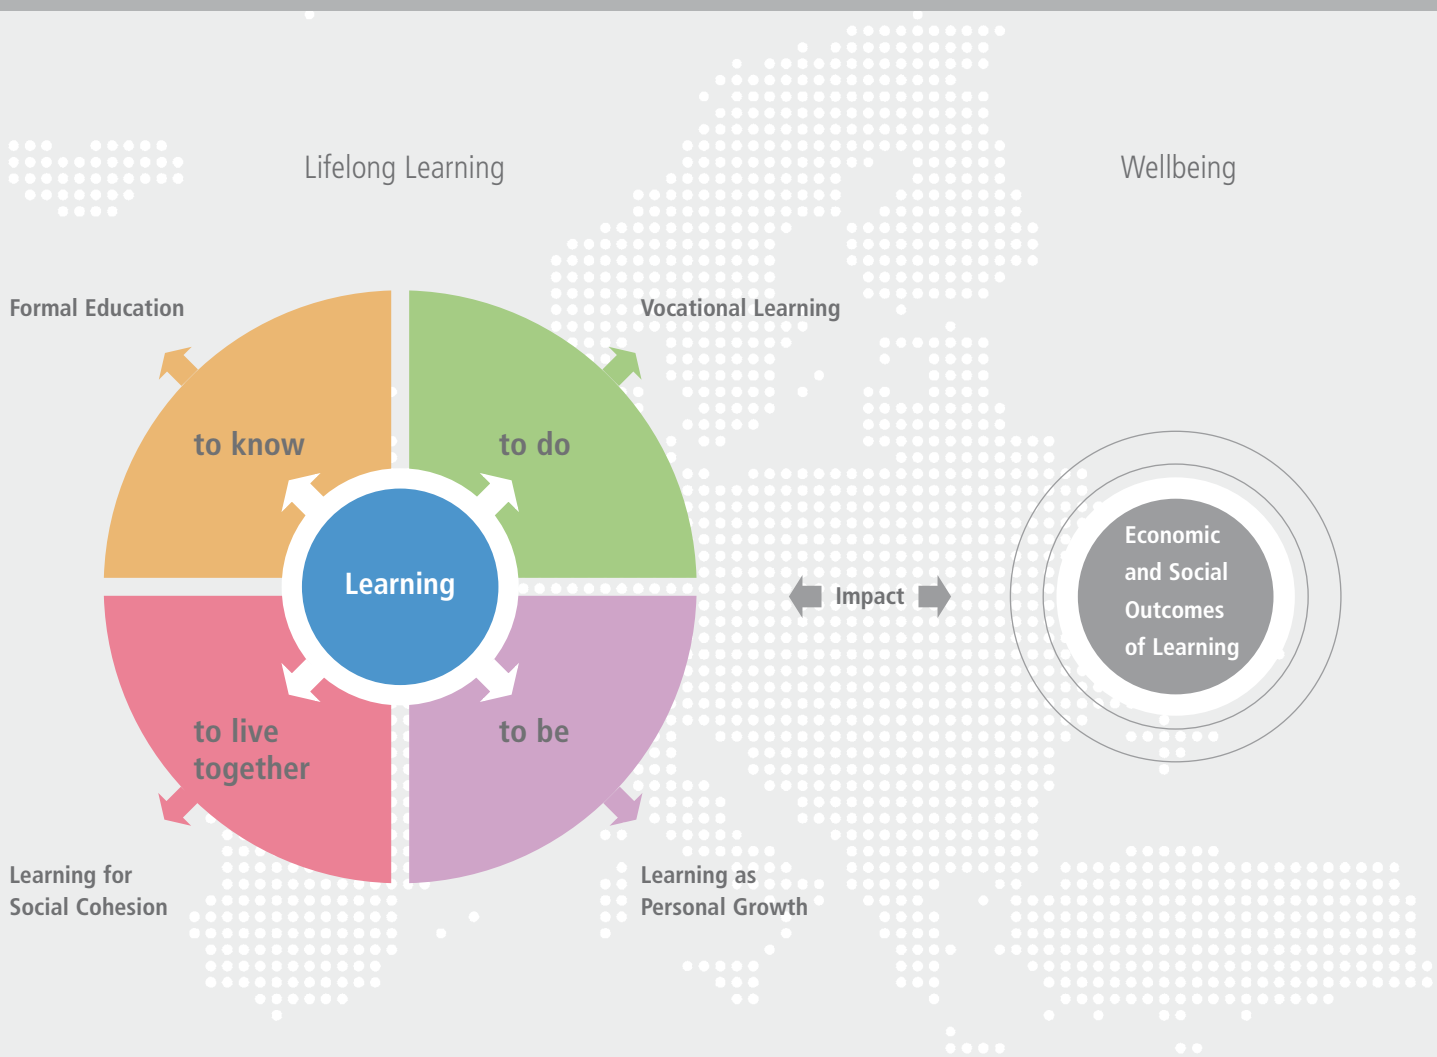 Lifelong Learning
Wellbeing
Formal Education
Vocational Learning
to know
to do
Learning
Impact
Economic
and Social
Outcomes
of Learning
to live
together
to be
Learning for
Social Cohesion
Learning as
Personal Growth